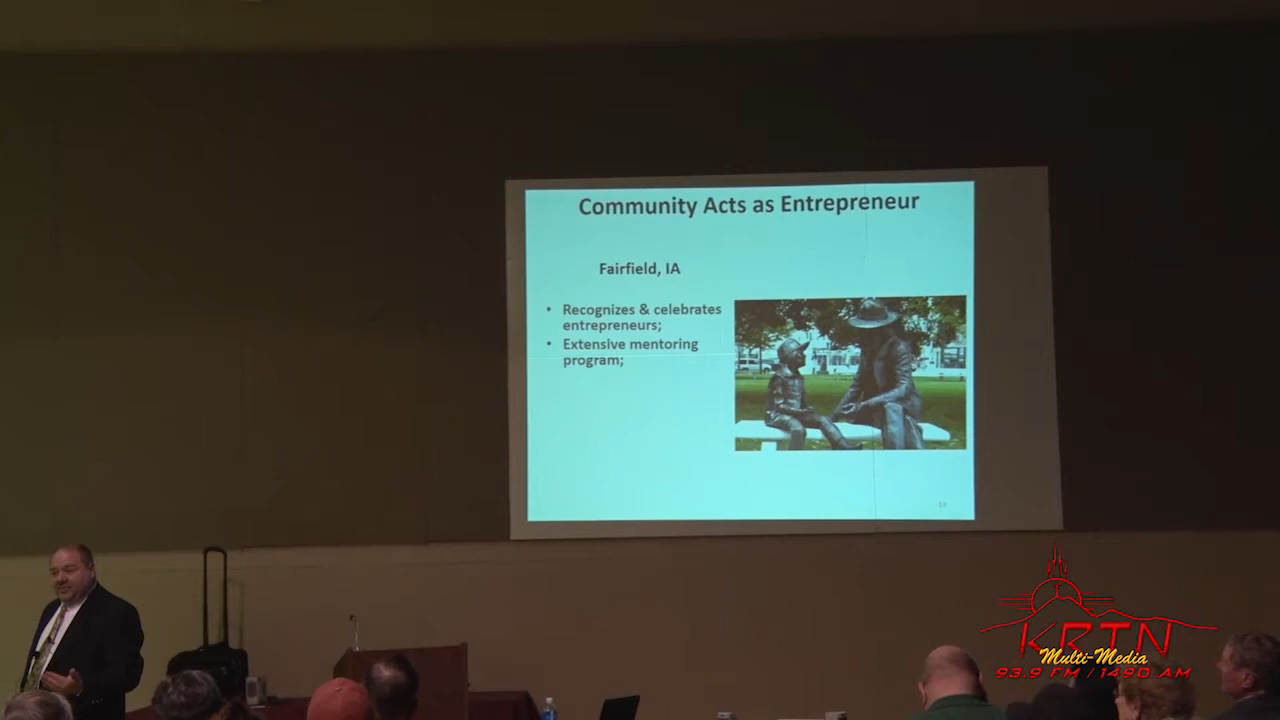 Community Acts as Entrepreneur
Fairfield, IA
• Recognizes & celebrates
entrepreneurs;
• Extensive mentoring
program;
KRTN
Multi-Media
93.9 FM / 1490 AM